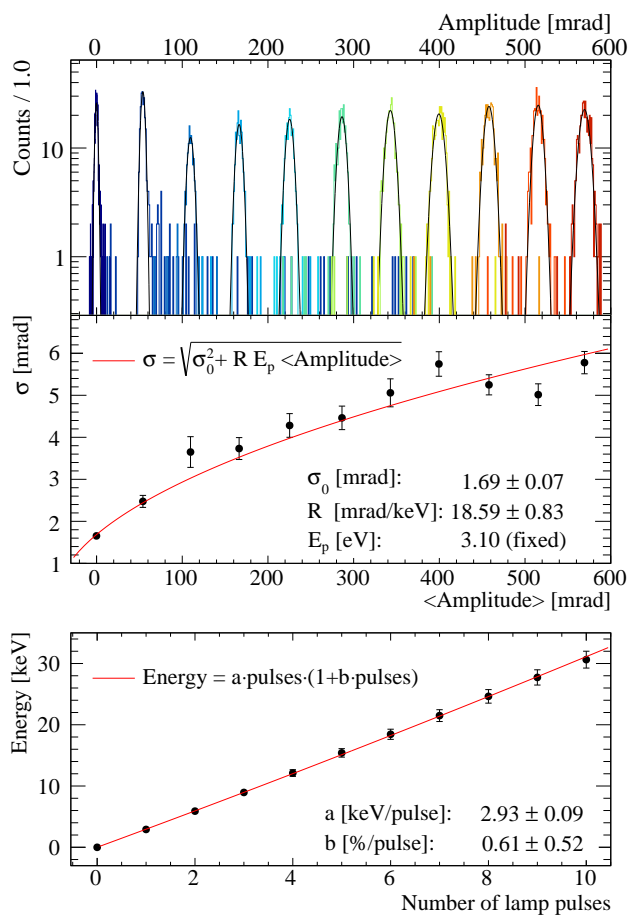 Amplitude [mrad]
0 100 200 300 400 500 600
Counts / 1.0
10
1
σ [mrad]
6
5
4
3
2
1
σ = √σ₀² + R E_p <Amplitude>
σ₀ [mrad]: 1.69 ± 0.07
R [mrad/keV]: 18.59 ± 0.83
E_p [eV]: 3.10 (fixed)
0 100 200 300 400 500 600
<Amplitude> [mrad]
Energy [keV]
30
20
10
0
Energy = a·pulses·(1+b·pulses)
a [keV/pulse]: 2.93 ± 0.09
b [%/pulse]: 0.61 ± 0.52
0 2 4 6 8 10
Number of lamp pulses